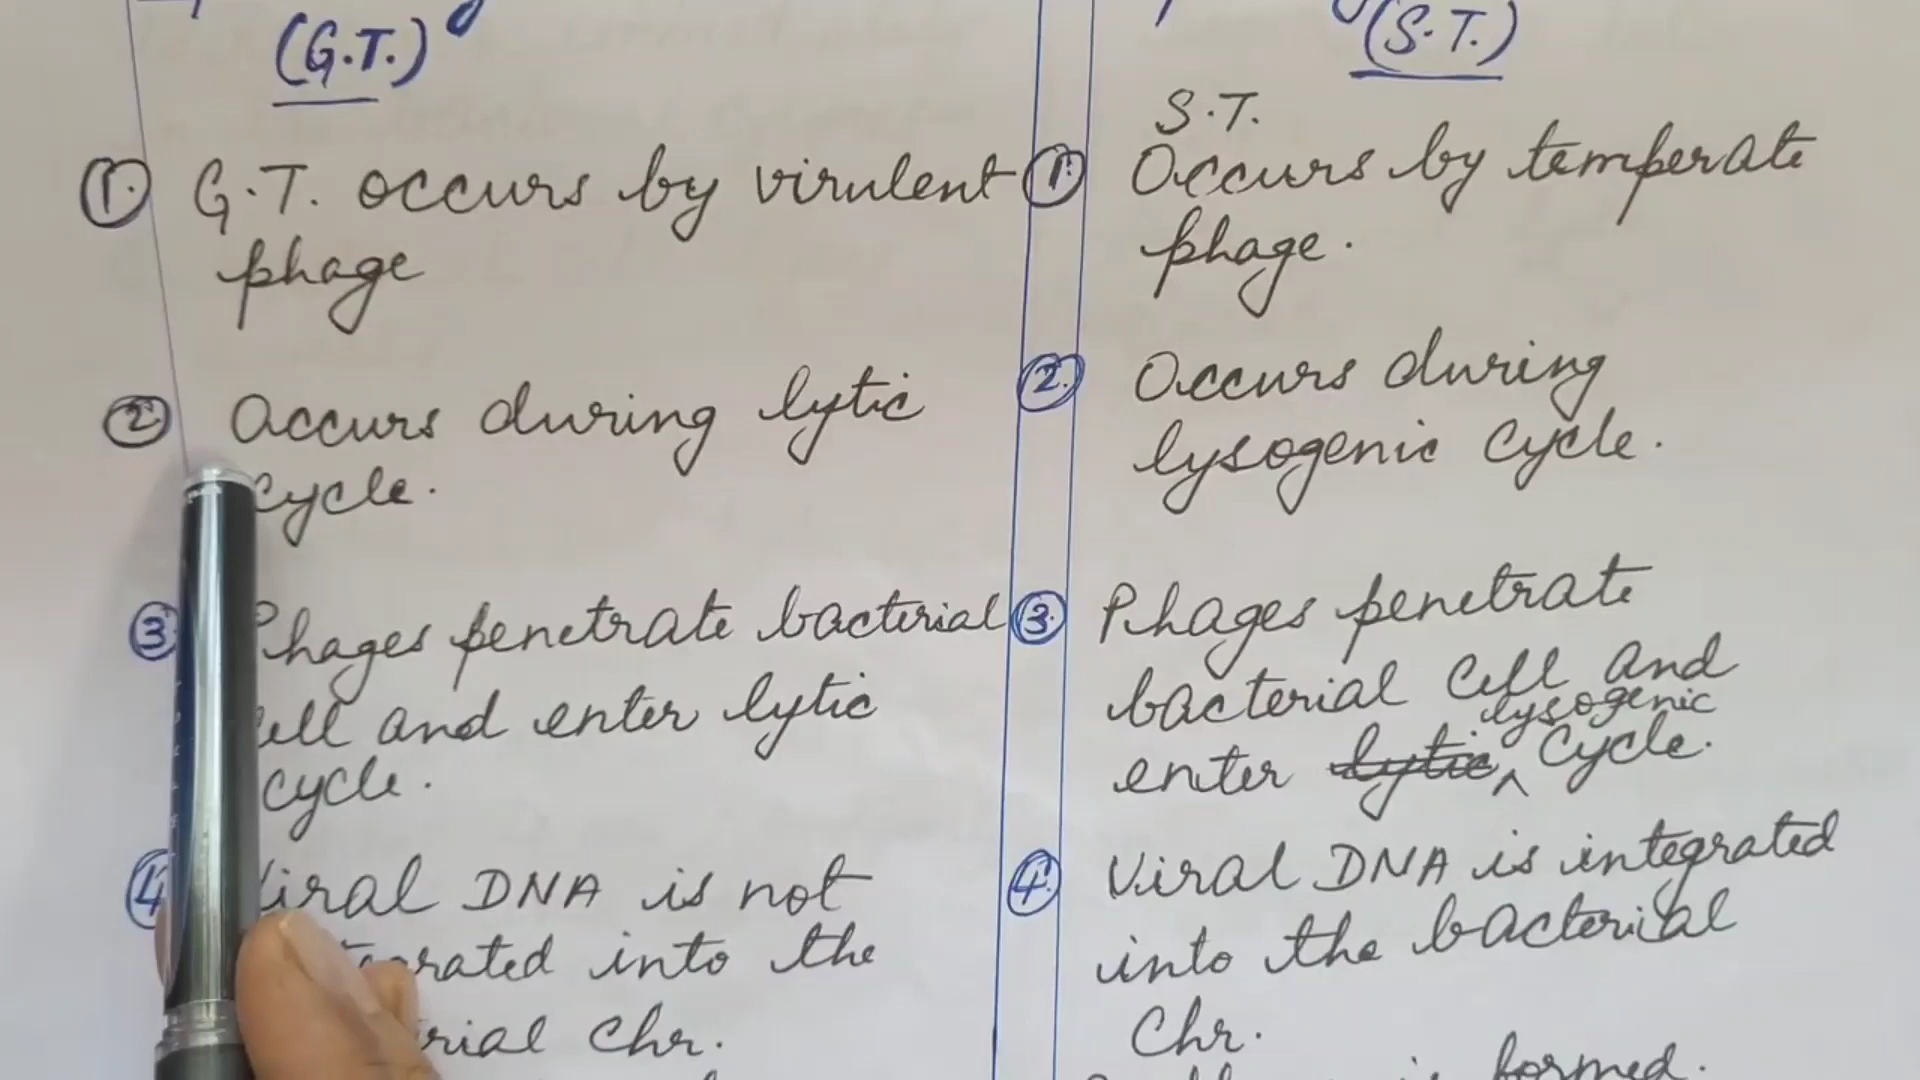 (G.T.)
① G.T. occurs by virulent
phage
② Occurs during lytic
cycle.
③ Phages penetrate bacterial
cell and enter lytic
cycle.
④ Viral DNA is not
into the
Chr.
(S.T.)
S.T.
① Occurs by temperate
phage.
② Occurs during
lysogenic cycle.
③ Phages penetrate
bacterial cell and
lysogenic
enter lytic ^ cycle.
④ Viral DNA is integrated
into the bacterial
Chr.
is formed.